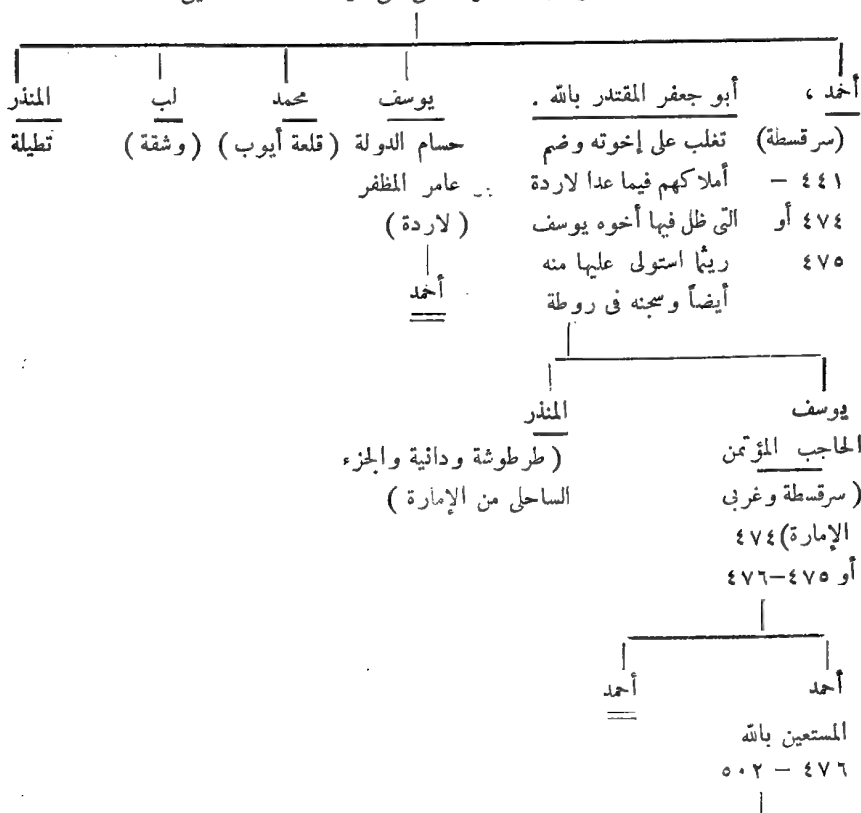 أحمد ، أبو جعفر المقتدر بالله . يوسف محمد لب المنذر
(سرقسطة) تغلب على إخوته وضم حسام الدولة (قلعة أيوب) (وشقة) تطيلة
٤٤١ — أملاكهم فيما عدا لاردة عامر المظفر
٤٧٤ أو التى ظل فيها أخوه يوسف (لاردة)
٤٧٥ ريثما استولى عليها منه
أيضاً وسجنه فى روطة أحمد
يوسف المنذر
الحاجب المؤتمن (طرطوشة ودانية والجزء
(سرقسطة وغربى الساحلى من الإمارة)
الإمارة) ٤٧٤
أو ٤٧٥—٤٧٦
أحمد أحمد
المستعين بالله
٤٧٦ — ٥٠٢